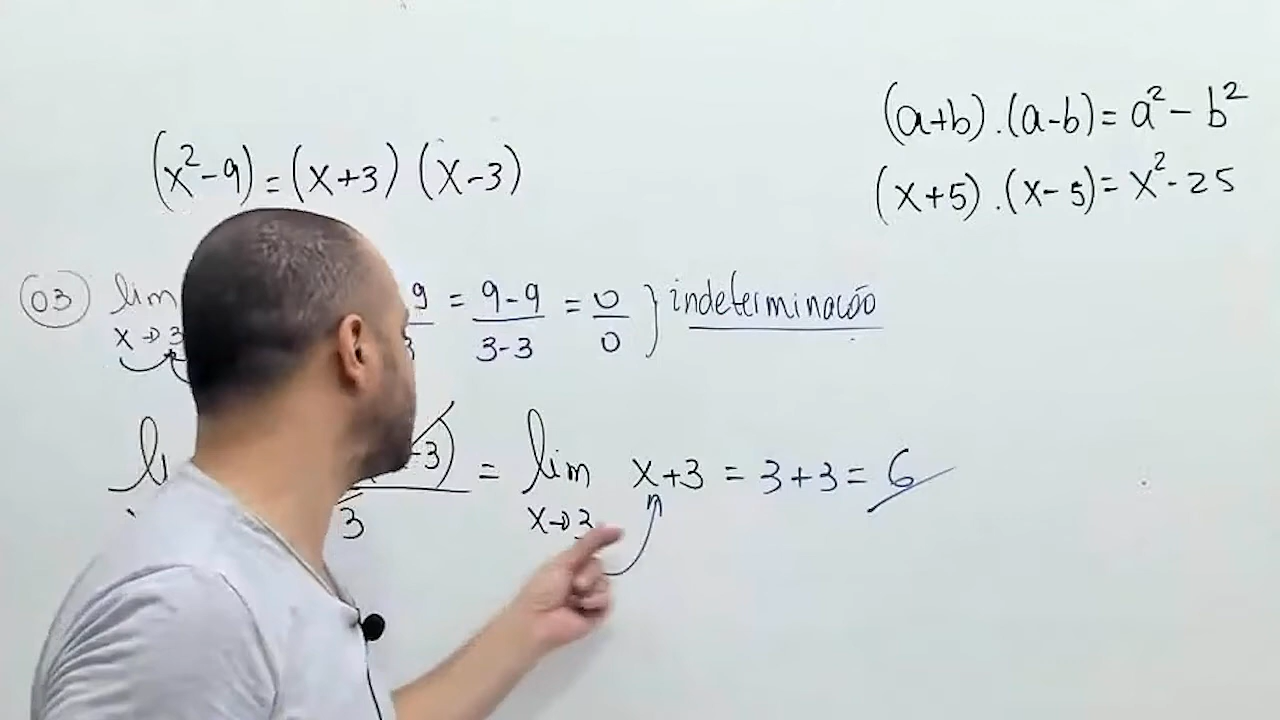 (a+b).(a-b)= a² - b²
(x²-9)=(x+3)(x-3)
(x+5).(x-5)= x²-25
03 lim 9 = 9-9 = 0 } indeterminação
x→3 3-3 0
-3) = lim x+3 = 3+3= 6
3 x→3